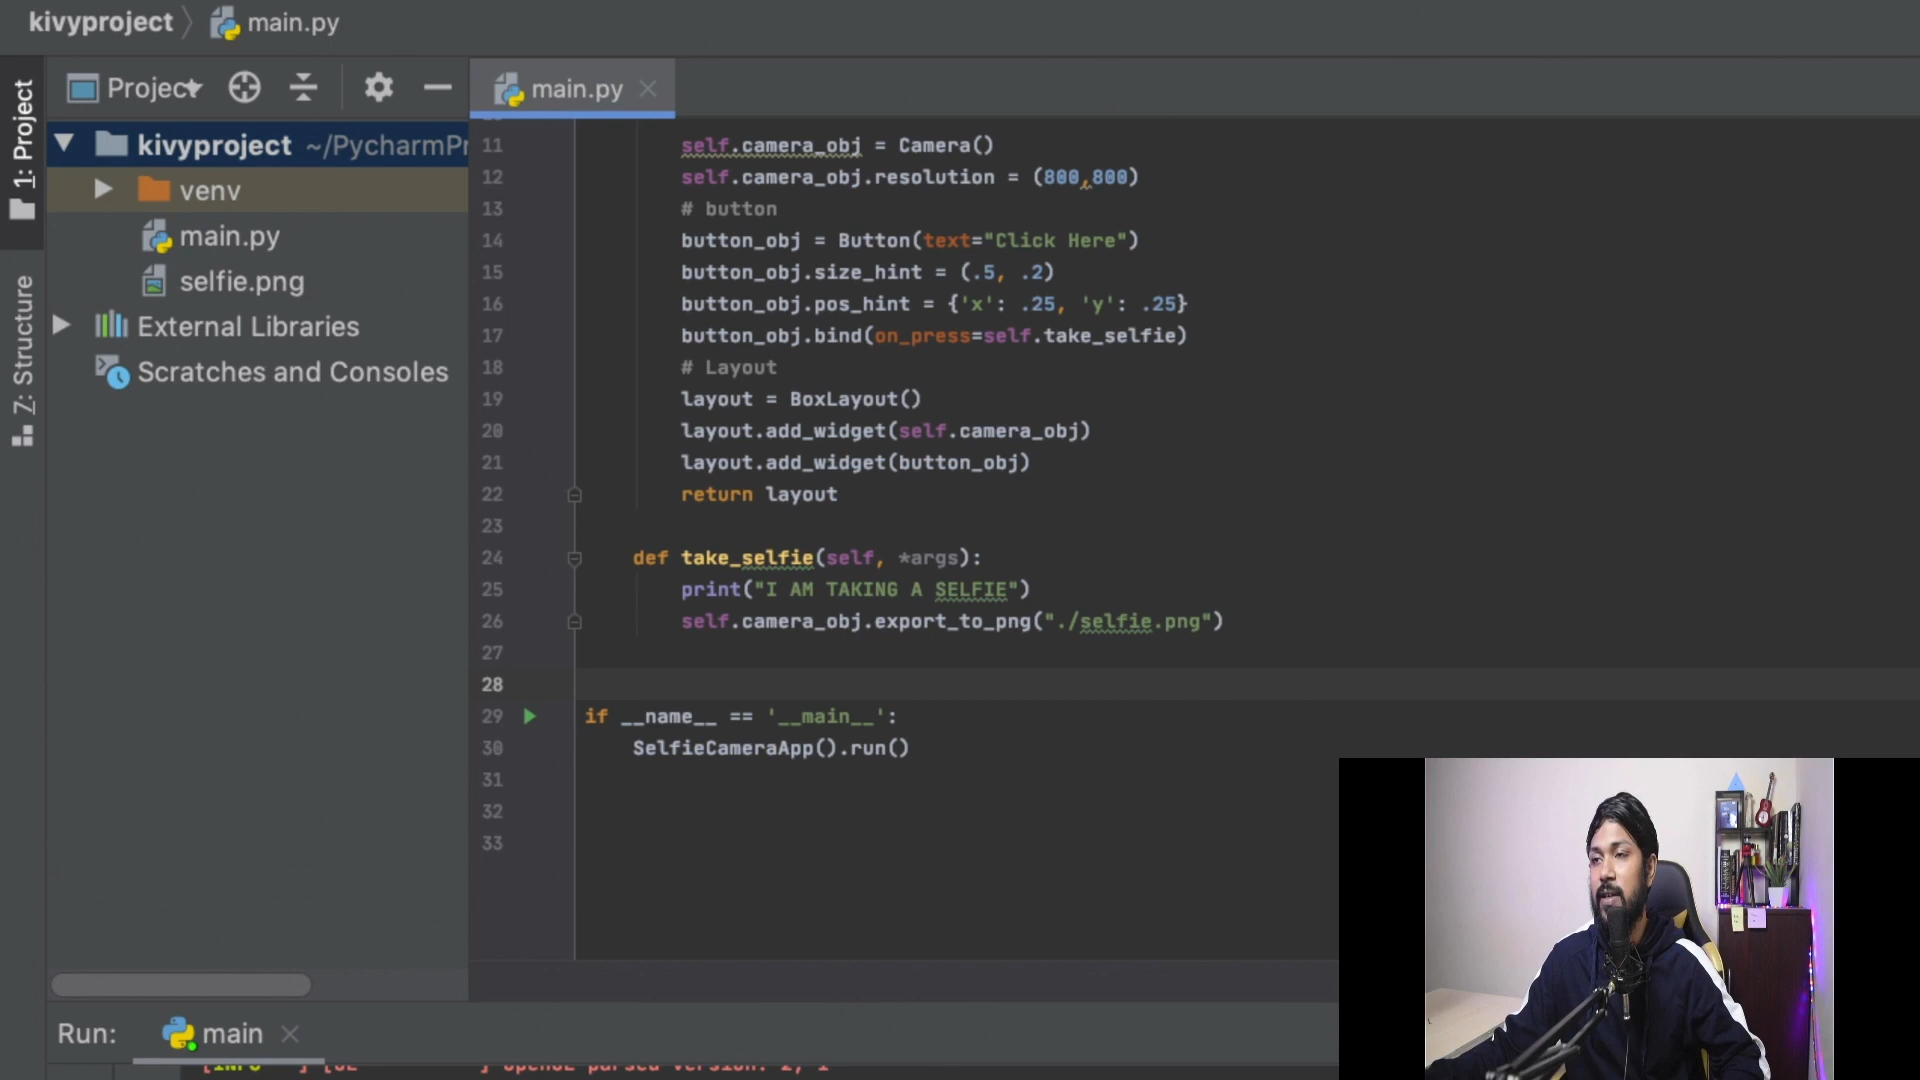 kivyproject main.py
1: Project
Z: Structure
Project
kivyproject ~/PycharmPr
venv
main.py
selfie.png
External Libraries
Scratches and Consoles
main.py
11 self.camera_obj = Camera()
12 self.camera_obj.resolution = (800,800)
13 # button
14 button_obj = Button(text="Click Here")
15 button_obj.size_hint = (.5, .2)
16 button_obj.pos_hint = {'x': .25, 'y': .25}
17 button_obj.bind(on_press=self.take_selfie)
18 # Layout
19 layout = BoxLayout()
20 layout.add_widget(self.camera_obj)
21 layout.add_widget(button_obj)
22 return layout
23
24 def take_selfie(self, *args):
25 print("I AM TAKING A SELFIE")
26 self.camera_obj.export_to_png("./selfie.png")
27
28
29 if __name__ == '__main__':
30 SelfieCameraApp().run()
31
32
33
Run: main